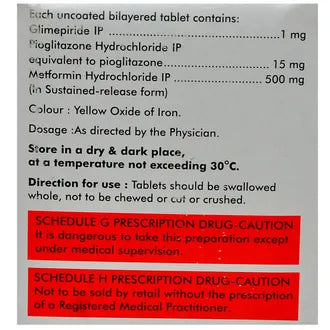 Each uncoated bilayered tablet contains:
Glimepiride IP ........................................ 1 mg
Pioglitazone Hydrochloride IP
equivalent to pioglitazone........................ 15 mg
Metformin Hydrochloride IP .................. 500 mg
(In Sustained-release form)
Colour : Yellow Oxide of Iron.
Dosage :As directed by the Physician.
Store in a dry & dark place,
at a temperature not exceeding 30°C.
Direction for use : Tablets should be swallowed
whole, not to be chewed or cut or crushed.
SCHEDULE G PRESCRIPTION DRUG-CAUTION
It is dangerous to take this preparation except
under medical supervision.
SCHEDULE H PRESCRIPTION DRUG-CAUTION
Not to be sold by retail without the prescription
of a Registered Medical Practitioner.